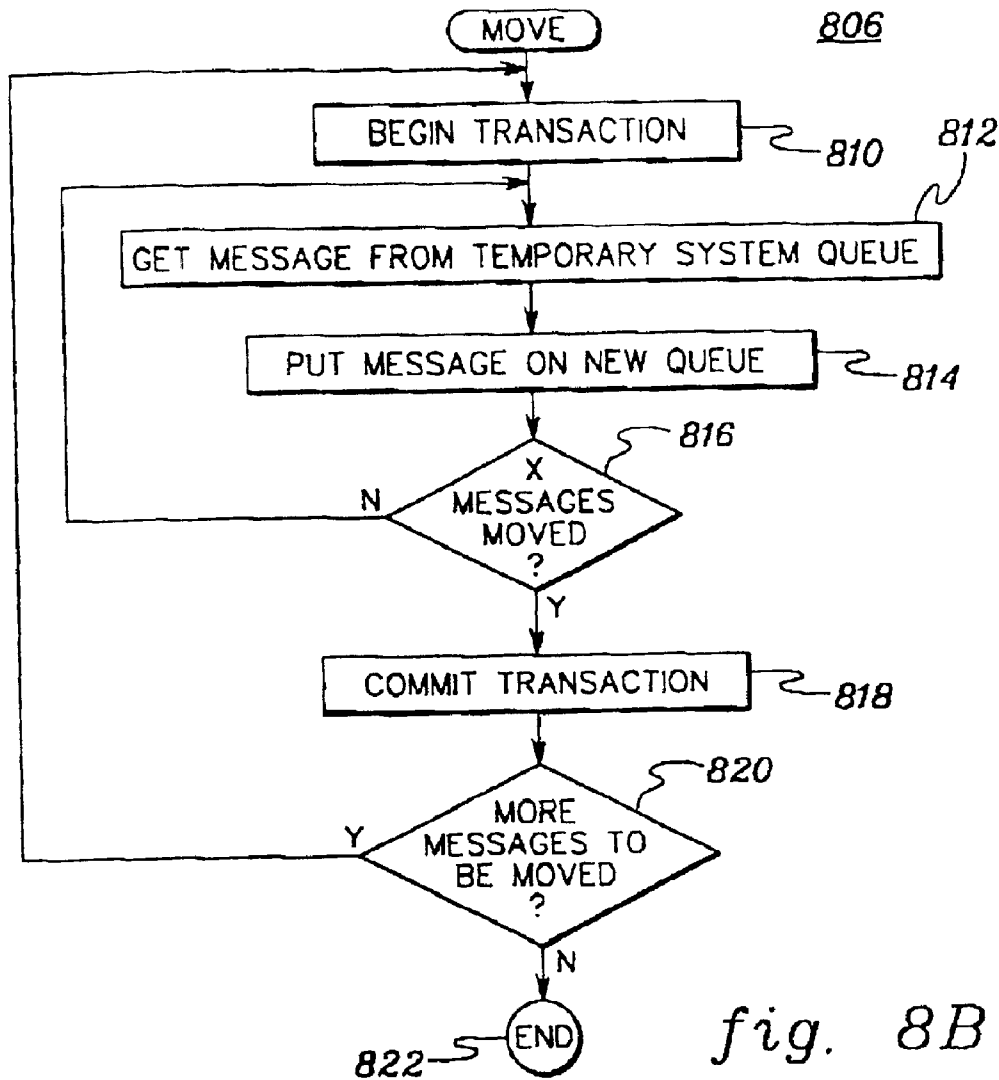 MOVE
806
BEGIN TRANSACTION
810
812
GET MESSAGE FROM TEMPORARY SYSTEM QUEUE
PUT MESSAGE ON NEW QUEUE
814
816
X
MESSAGES
MOVED
?
N
Y
COMMIT TRANSACTION
818
820
MORE
MESSAGES TO
BE MOVED
?
Y
N
END
822
fig. 8B